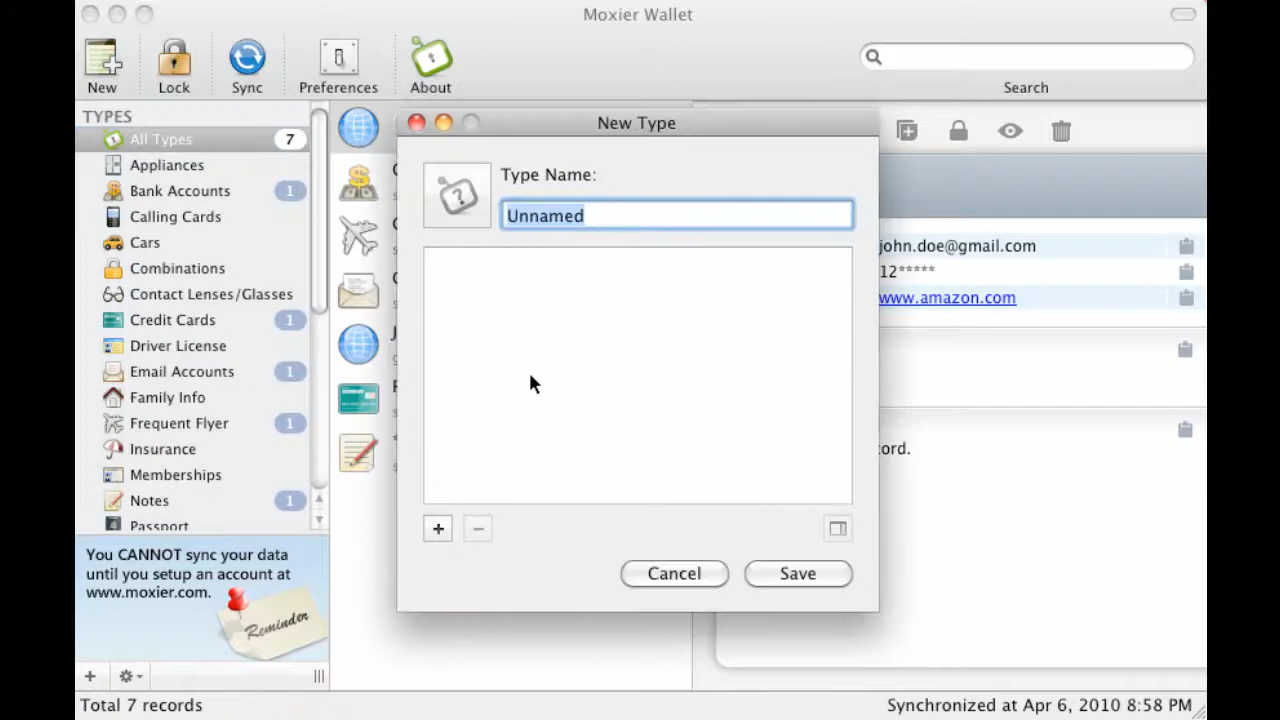 Moxier Wallet
New
Lock
Sync
Preferences
About
Search
TYPES
All Types 7
Appliances
Bank Accounts 1
Calling Cards
Cars
Combinations
Contact Lenses/Glasses
Credit Cards 1
Driver License
Email Accounts 1
Family Info
Frequent Flyer 1
Insurance
Memberships
Notes 1
Passport
You CANNOT sync your data
until you setup an account at
www.moxier.com.
Reminder
New Type
Type Name:
Unnamed
Cancel
Save
john.doe@gmail.com
12*****
www.amazon.com
ord.
Total 7 records
Synchronized at Apr 6, 2010 8:58 PM